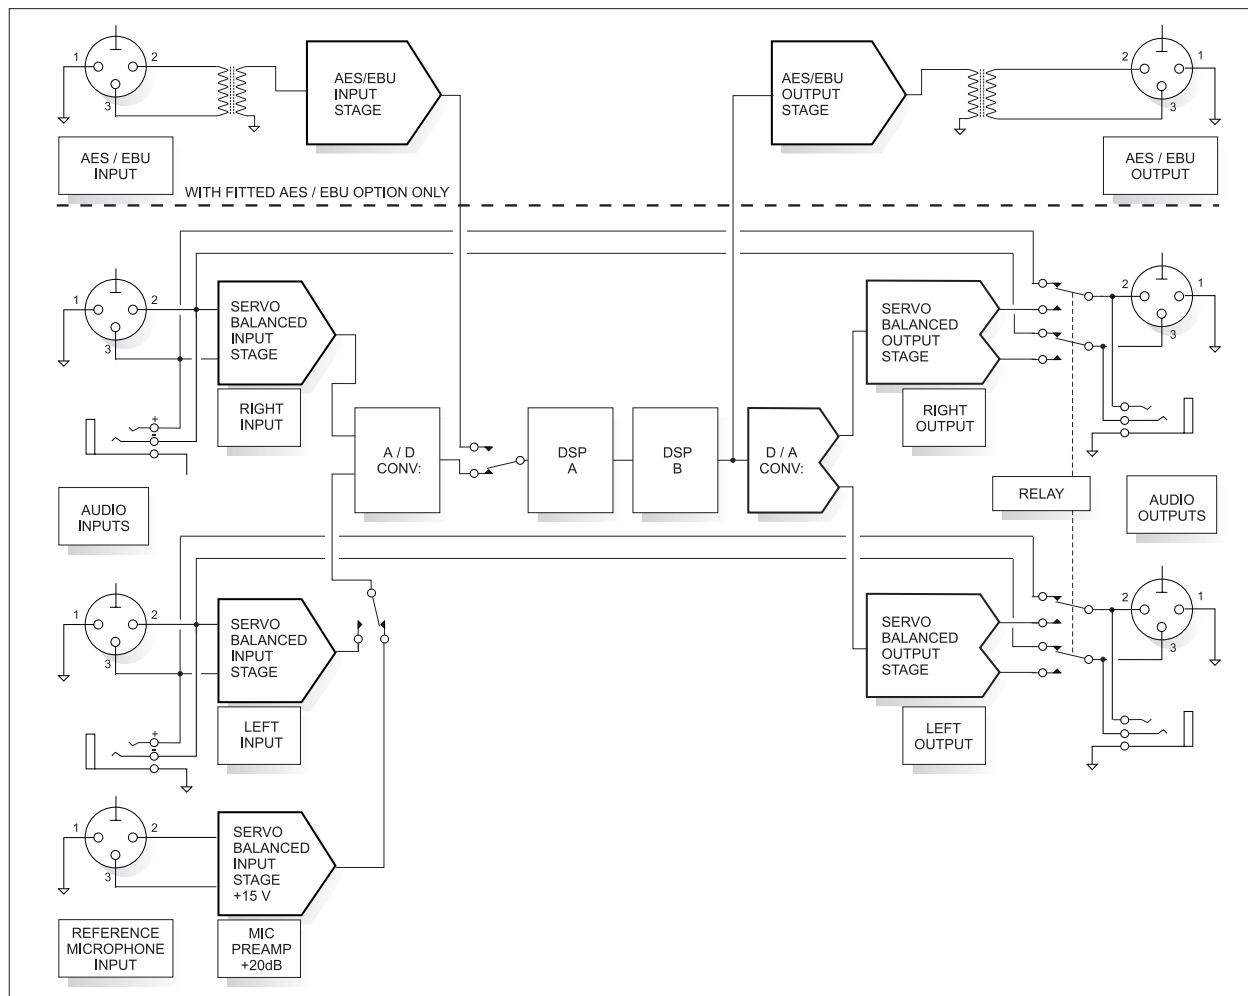 1
2
3
AES / EBU
INPUT
AES/EBU
INPUT
STAGE
AES/EBU
OUTPUT
STAGE
2
1
3
AES / EBU
OUTPUT
WITH FITTED AES / EBU OPTION ONLY
1
2
3
SERVO
BALANCED
INPUT
STAGE
RIGHT
INPUT
+
-
AUDIO
INPUTS
A / D
CONV:
DSP
A
DSP
B
D / A
CONV:
SERVO
BALANCED
OUTPUT
STAGE
RIGHT
OUTPUT
2
1
3
RELAY
AUDIO
OUTPUTS
1
2
3
SERVO
BALANCED
INPUT
STAGE
LEFT
INPUT
+
-
SERVO
BALANCED
OUTPUT
STAGE
LEFT
OUTPUT
2
1
3
1
2
3
SERVO
BALANCED
INPUT
STAGE
+15 V
REFERENCE
MICROPHONE
INPUT
MIC
PREAMP
+20dB